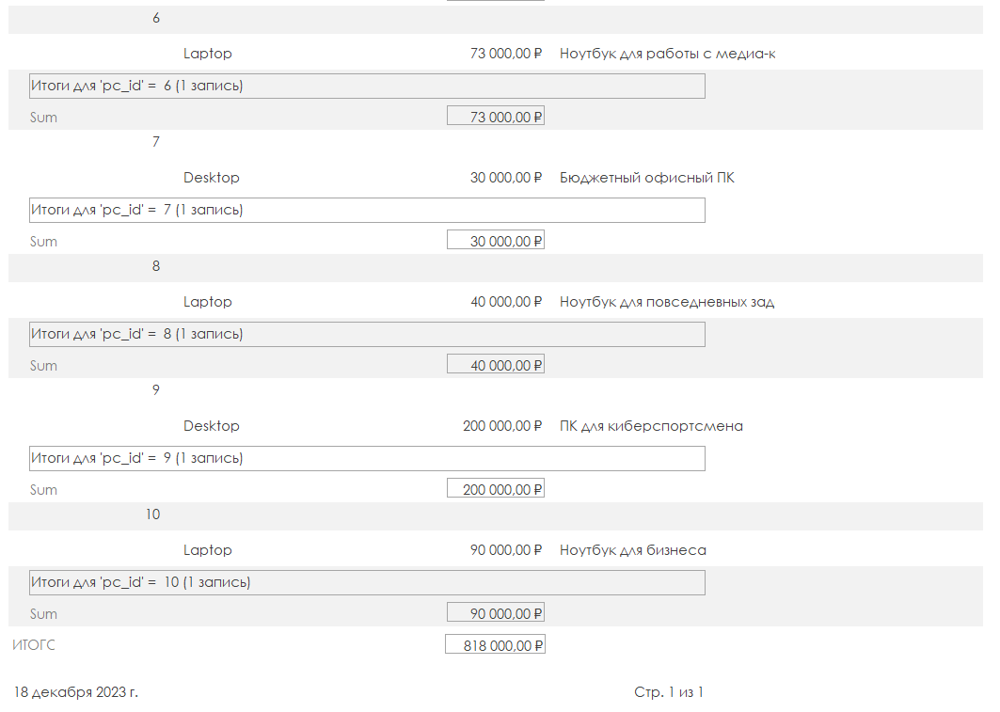 6
Laptop 73 000,00 ₽ Ноутбук для работы с медиа-к
Итоги для 'pc_id' = 6 (1 запись)
Sum 73 000,00 ₽
7
Desktop 30 000,00 ₽ Бюджетный офисный ПК
Итоги для 'pc_id' = 7 (1 запись)
Sum 30 000,00 ₽
8
Laptop 40 000,00 ₽ Ноутбук для повседневных зад
Итоги для 'pc_id' = 8 (1 запись)
Sum 40 000,00 ₽
9
Desktop 200 000,00 ₽ ПК для киберспортсмена
Итоги для 'pc_id' = 9 (1 запись)
Sum 200 000,00 ₽
10
Laptop 90 000,00 ₽ Ноутбук для бизнеса
Итоги для 'pc_id' = 10 (1 запись)
Sum 90 000,00 ₽
ИТОГС 818 000,00 ₽
18 декабря 2023 г. Стр. 1 из 1